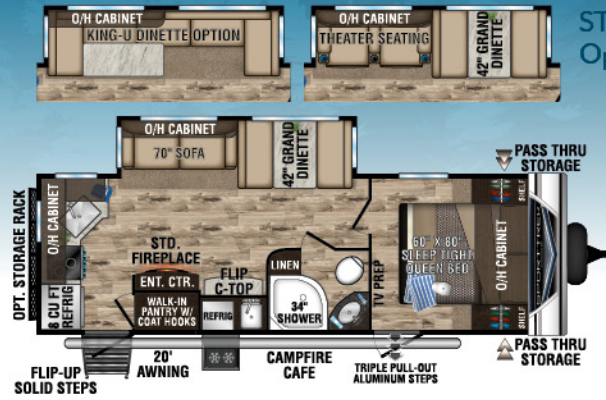 O/H CABINET
KING-U DINETTE OPTION
O/H CABINET
THEATER SEATING
42" GRAND
DINETTE
ST
Op
O/H CABINET
70" SOFA
42" GRAND
DINETTE
PASS THRU
STORAGE
OPT. STORAGE RACK
O/H CABINET
8 CU FT
REFRIG
STD.
FIREPLACE
ENT. CTR.
WALK-IN
PANTRY W/
COAT HOOKS
FLIP
C-TOP
REFRIG
LINEN
34"
SHOWER
TV PREP
60" X 80"
SLEEP TIGHT
QUEEN BED
O/H CABINET
SHELF
SHELF
SPORTTREK
PASS THRU
STORAGE
FLIP-UP
SOLID STEPS
20'
AWNING
CAMPFIRE
CAFE
TRIPLE PULL-OUT
ALUMINUM STEPS